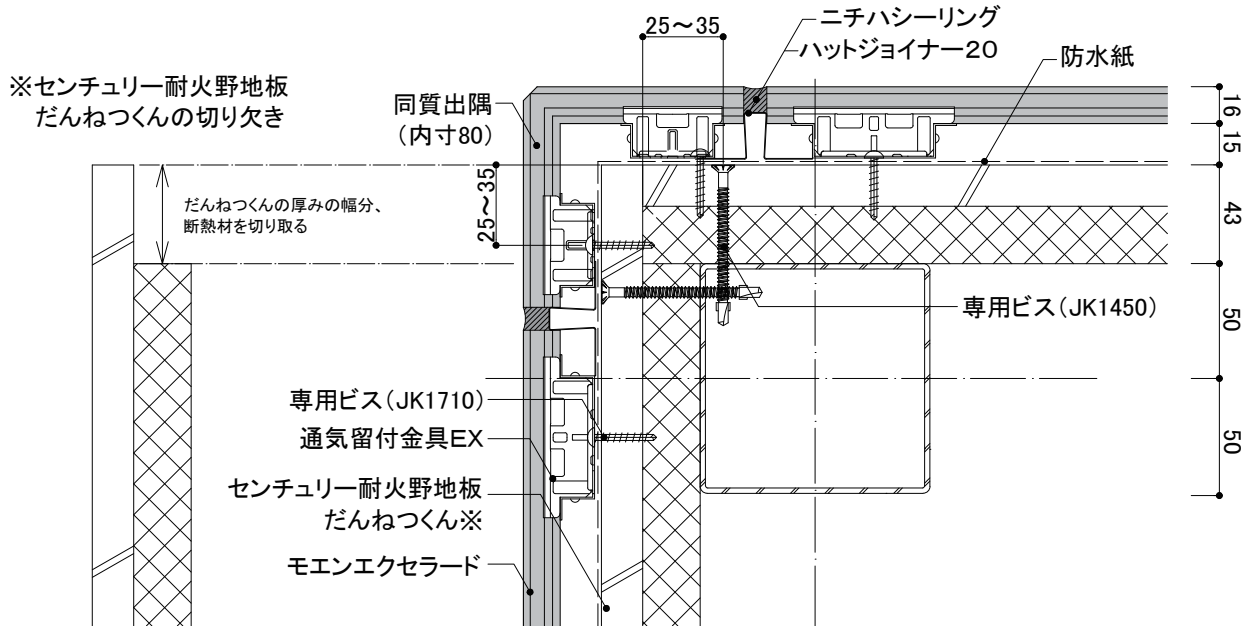 ※センチュリー耐火野地板
だんねつくんの切り欠き
だんねつくんの厚みの幅分、
断熱材を切り取る
同質出隅
（内寸80）
25～35
25～35
ニチハシーリング
ハットジョイナー20
防水紙
16
15
43
50
50
専用ビス（JK1450）
専用ビス（JK1710）
通気留付金具EX
センチュリー耐火野地板
だんねつくん※
モエンエクセラード